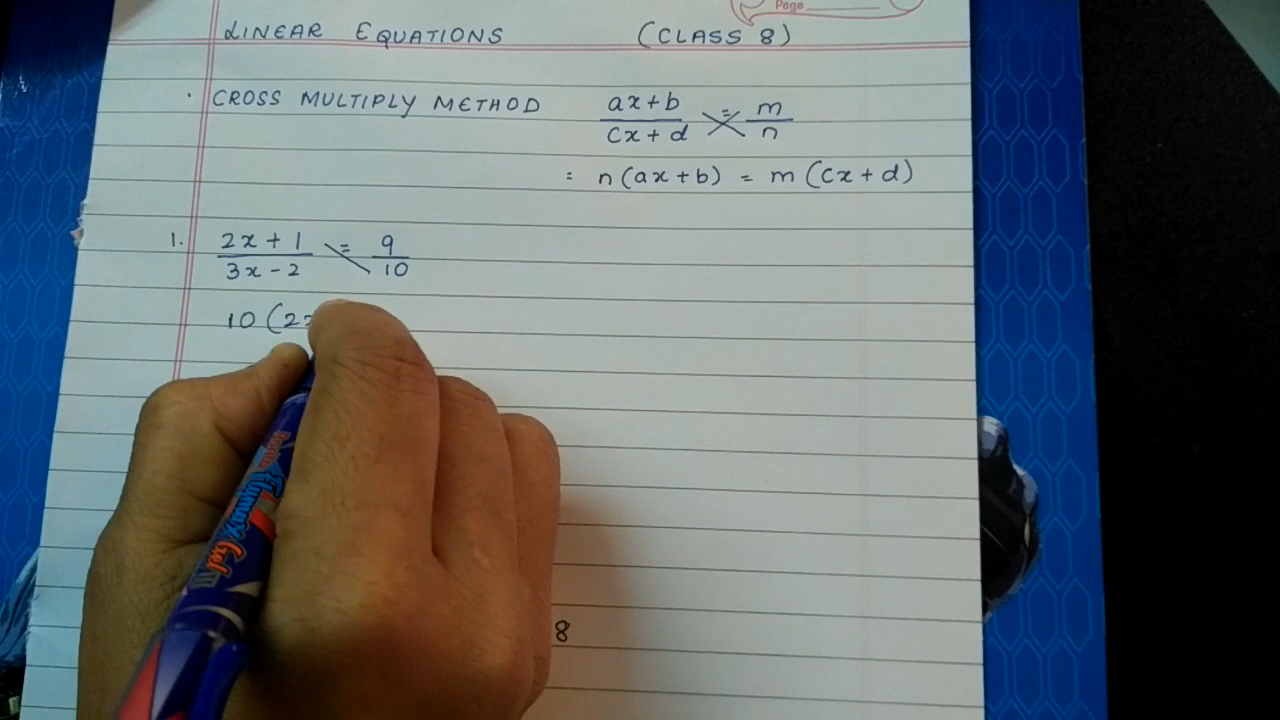 Page
LINEAR EQUATIONS (CLASS 8)
· CROSS MULTIPLY METHOD (ax+b)/(cx+d) = m/n
= n(ax+b) = m(cx+d)
1. (2x+1)/(3x-2) = 9/10
10(2x
8